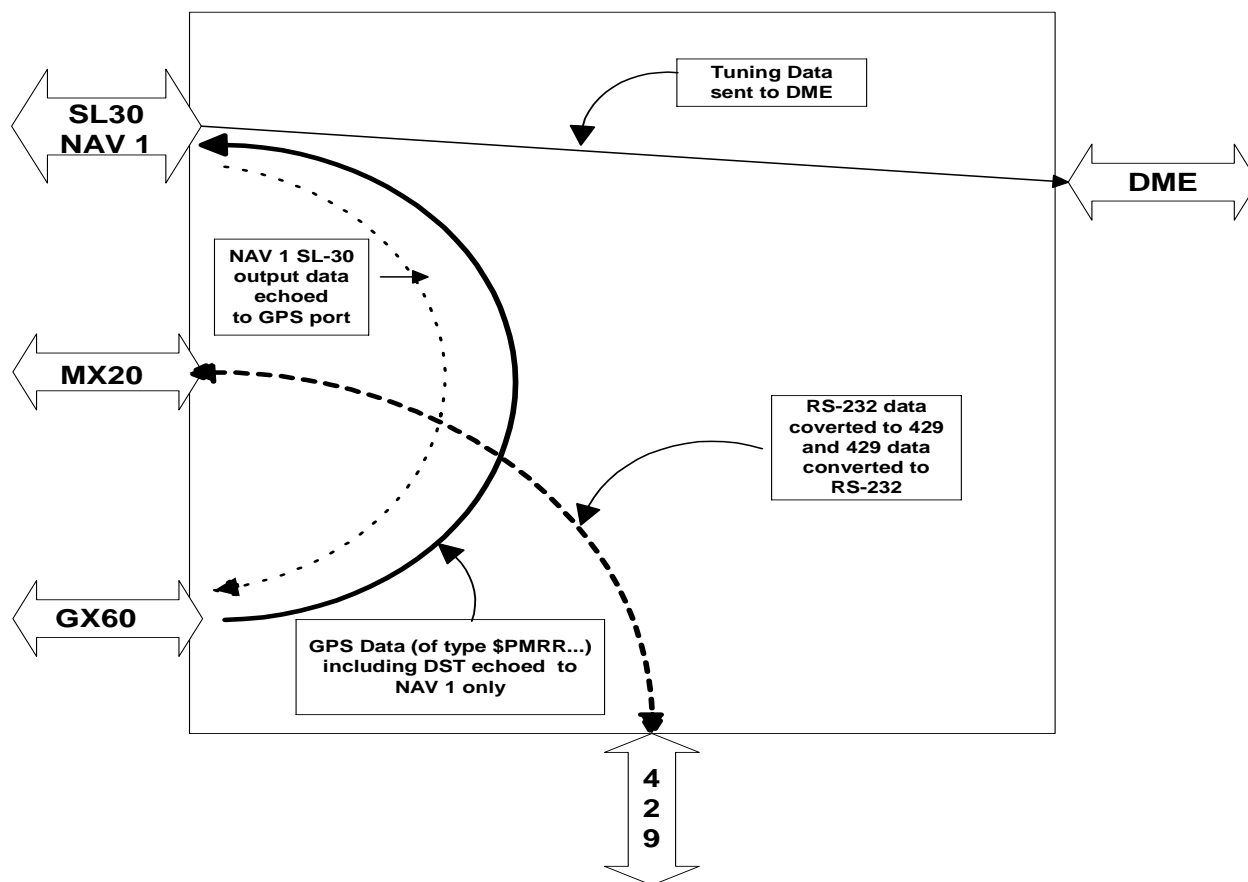 Tuning Data
sent to DME
SL30
NAV 1
DME
NAV 1 SL-30
output data
echoed
to GPS port
MX20
RS-232 data
coverted to 429
and 429 data
converted to
RS-232
GX60
GPS Data (of type $PMRR...)
including DST echoed to
NAV 1 only
4
2
9